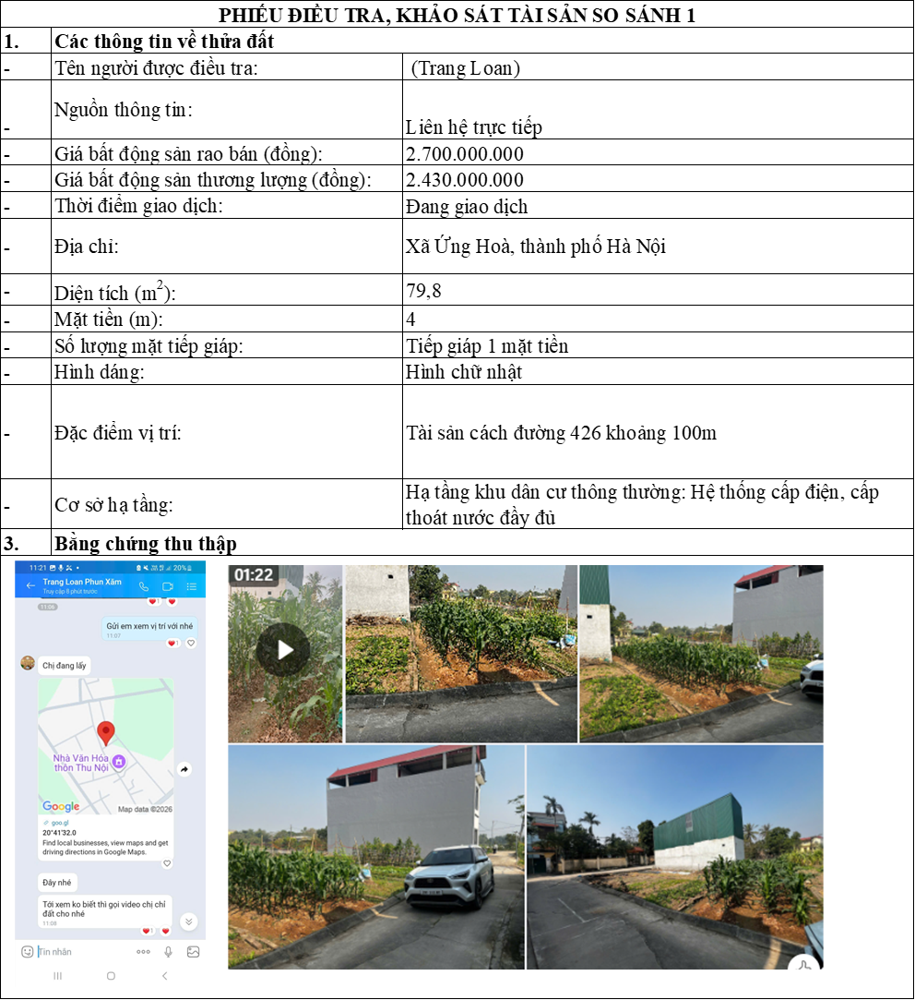 PHIẾU ĐIỀU TRA, KHẢO SÁT TÀI SẢN SO SÁNH 1
1. Các thông tin về thửa đất
- Tên người được điều tra: (Trang Loan)
- Nguồn thông tin: Liên hệ trực tiếp
- Giá bất động sản rao bán (đồng): 2.700.000.000
- Giá bất động sản thương lượng (đồng): 2.430.000.000
- Thời điểm giao dịch: Đang giao dịch
- Địa chỉ: Xã Ứng Hoà, thành phố Hà Nội
- Diện tích (m2): 79,8
- Mặt tiền (m): 4
- Số lượng mặt tiếp giáp: Tiếp giáp 1 mặt tiền
- Hình dáng: Hình chữ nhật
- Đặc điểm vị trí: Tài sản cách đường 426 khoảng 100m
- Cơ sở hạ tầng: Hạ tầng khu dân cư thông thường: Hệ thống cấp điện, cấp
thoát nước đầy đủ
3. Bằng chứng thu thập
11:21 20%
Trang Loan Phun Xăm
Truy cập 8 phút trước
11:06
Gửi em xem vị trí với nhé
11:07
Chị đang lấy
Nhà Văn Hóa
thôn Thu Nội
Google Map data ©2026
goo.gl
20°41'32.0
Find local businesses, view maps and get
driving directions in Google Maps.
Đây nhé
Tới xem ko biết thì gọi video chị chỉ
đất cho nhé
11:08
Tin nhắn
01:22